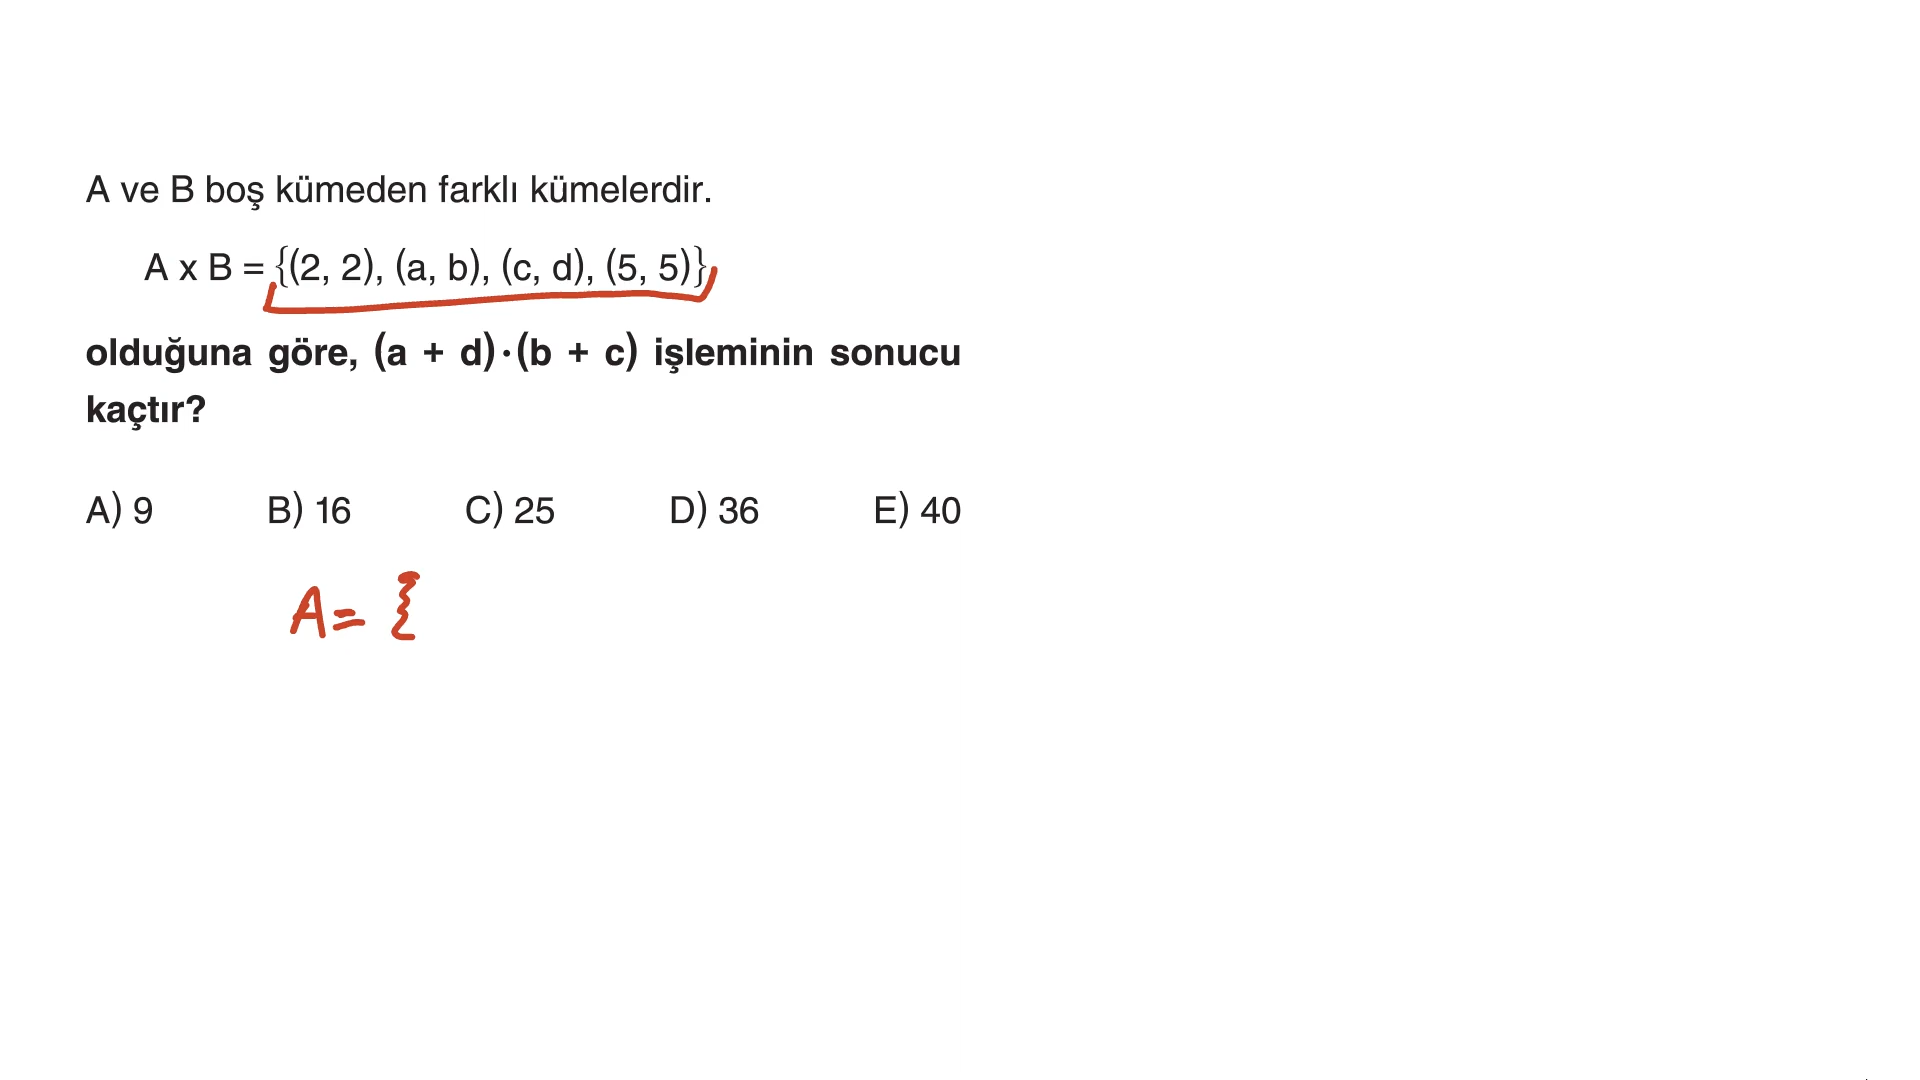 A ve B boş kümeden farklı kümelerdir.
A x B = {(2, 2), (a, b), (c, d), (5, 5)}
olduğuna göre, (a + d)·(b + c) işleminin sonucu
kaçtır?
A) 9 B) 16 C) 25 D) 36 E) 40
A= {